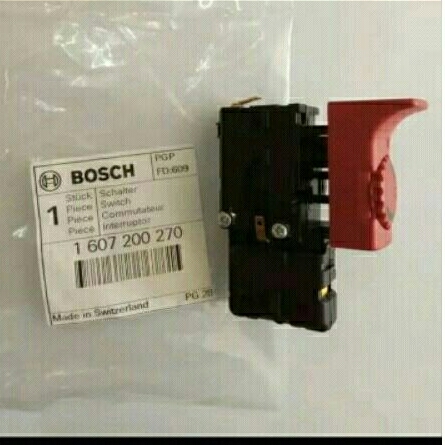 BOSCH
PGP
FD:609
1
Stück Schalter
Piece Switch
Pièce Commutateur
Pieza Interruptor
1 607 200 270
PG 20
Made in Switzerland